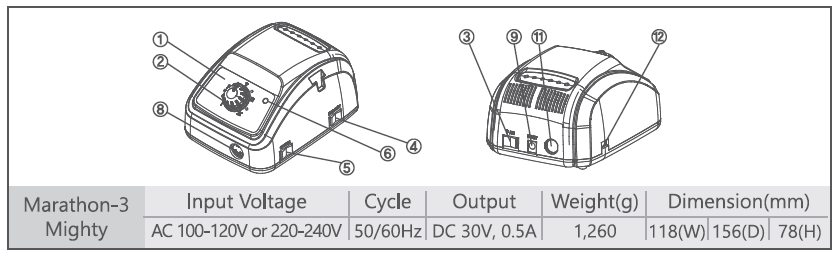 ① ② ⑧ ④ ⑥ ⑤
③ ⑨ ⑪ ⑫
Marathon-3 Mighty
Input Voltage Cycle Output Weight(g) Dimension(mm)
AC 100-120V or 220-240V 50/60Hz DC 30V, 0.5A 1,260 118(W) 156(D) 78(H)